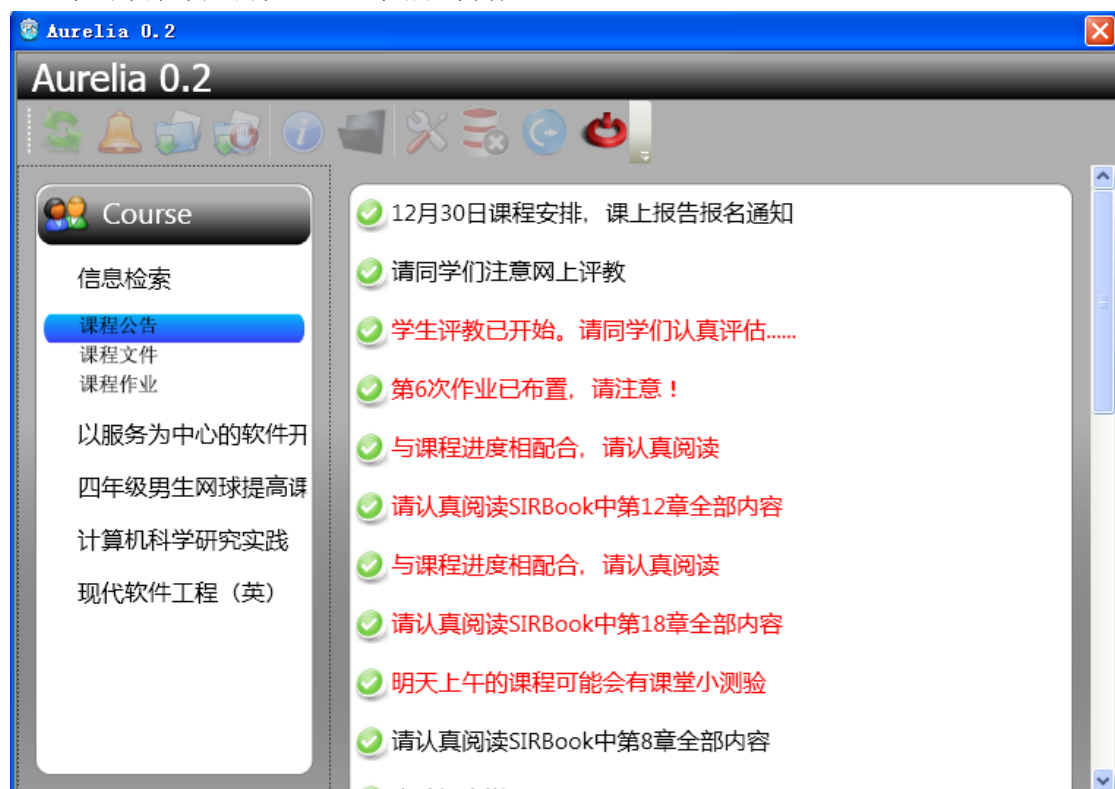 Aurelia 0.2
Aurelia 0.2
Course
信息检索
课程公告
课程文件
课程作业
以服务为中心的软件开
四年级男生网球提高课
计算机科学研究实践
现代软件工程（英）
12月30日课程安排，课上报告报名通知
请同学们注意网上评教
学生评教已开始。请同学们认真评估......
第6次作业已布置，请注意！
与课程进度相配合，请认真阅读
请认真阅读SIRBook中第12章全部内容
与课程进度相配合，请认真阅读
请认真阅读SIRBook中第18章全部内容
明天上午的课程可能会有课堂小测验
请认真阅读SIRBook中第8章全部内容